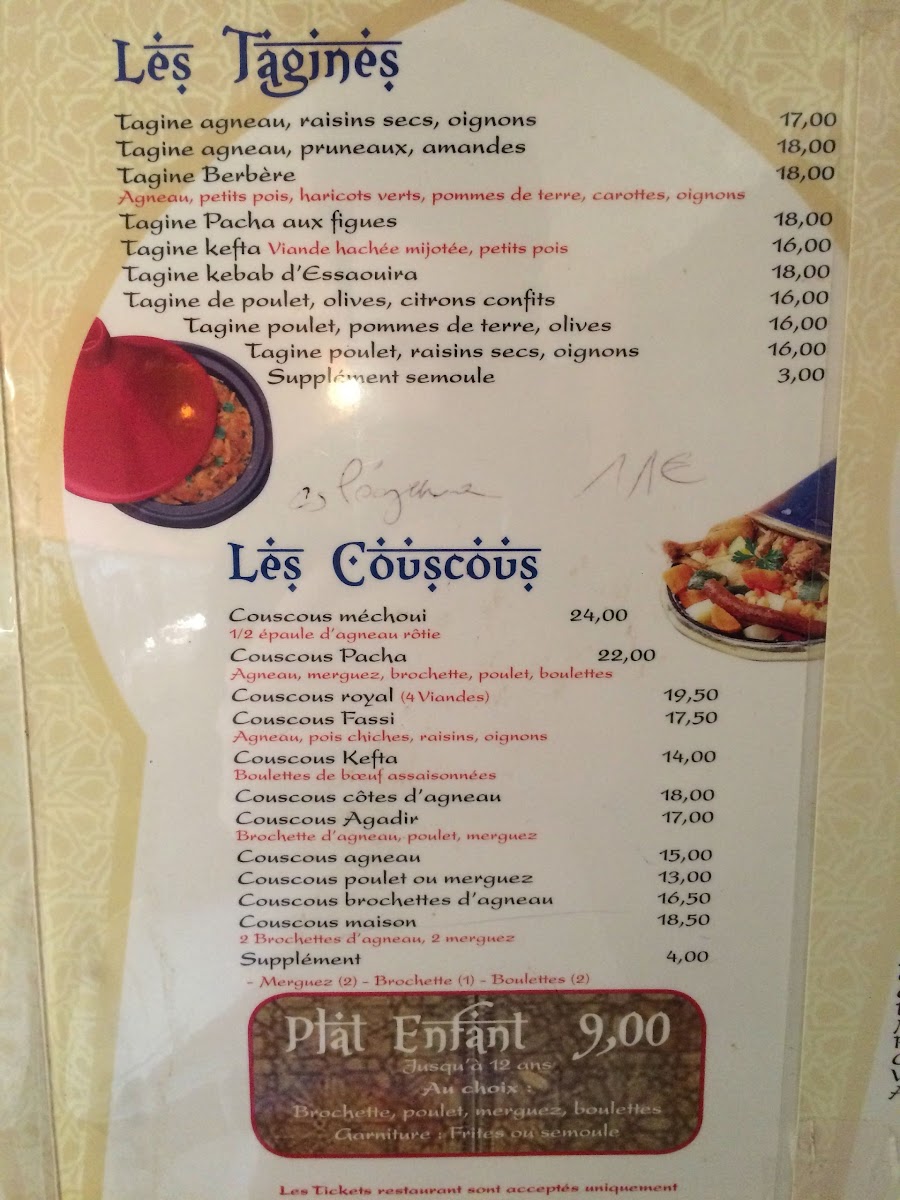 Les Tagines
Tagine agneau, raisins secs, oignons 17,00
Tagine agneau, pruneaux, amandes 18,00
Tagine Berbère 18,00
Agneau, petits pois, haricots verts, pommes de terre, carottes, oignons
Tagine Pacha aux figues 18,00
Tagine kefta Viande hachée mijotée, petits pois 16,00
Tagine kebab d'Essaouira 18,00
Tagine de poulet, olives, citrons confits 16,00
Tagine poulet, pommes de terre, olives 16,00
Tagine poulet, raisins secs, oignons 16,00
Supplément semoule 3,00
11€
Les Couscous
Couscous méchoui 24,00
1/2 épaule d'agneau rôtie
Couscous Pacha 22,00
Agneau, merguez, brochette, poulet, boulettes
Couscous royal (4 Viandes) 19,50
Couscous Fassi 17,50
Agneau, pois chiches, raisins, oignons
Couscous Kefta 14,00
Boulettes de bœuf assaisonnées
Couscous côtes d'agneau 18,00
Couscous Agadir 17,00
Brochette d'agneau, poulet, merguez
Couscous agneau 15,00
Couscous poulet ou merguez 13,00
Couscous brochettes d'agneau 16,50
Couscous maison 18,50
2 Brochettes d'agneau, 2 merguez
Supplément 4,00
- Merguez (2) - Brochette (1) - Boulettes (2)
Plat Enfant 9,00
Jusqu'à 12 ans
Au choix :
Brochette, poulet, merguez, boulettes
Garniture : Frites ou semoule
Les Tickets restaurant sont acceptés uniquement